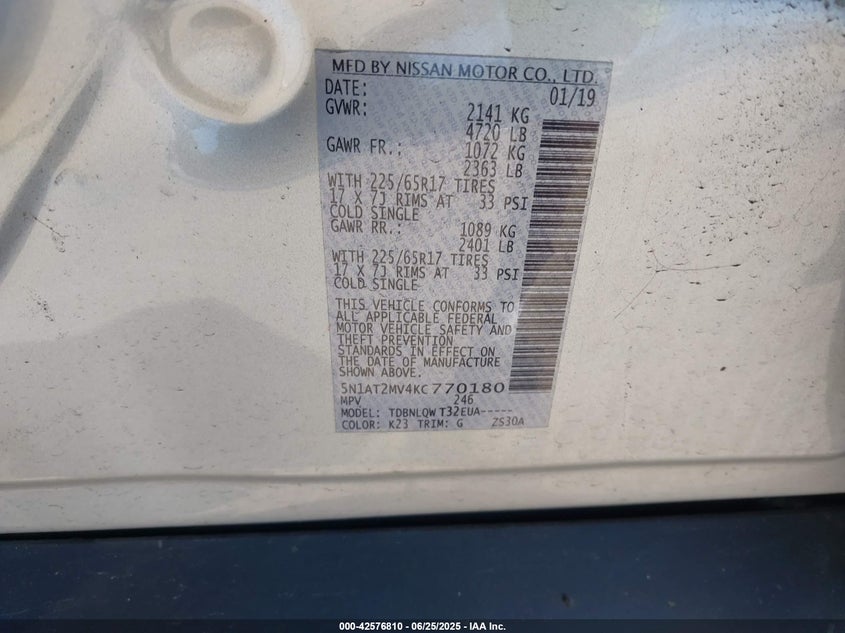 MFD BY NISSAN MOTOR CO., LTD.
DATE: 01/19
GVWR: 2141 KG
4720 LB
GAWR FR.: 1072 KG
2363 LB
WITH 225/65R17 TIRES
17 X 7J RIMS AT 33 PSI
COLD SINGLE
GAWR RR.: 1089 KG
2401 LB
WITH 225/65R17 TIRES
17 X 7J RIMS AT 33 PSI
COLD SINGLE
THIS VEHICLE CONFORMS TO
ALL APPLICABLE FEDERAL
MOTOR VEHICLE SAFETY AND
THEFT PREVENTION
STANDARDS IN EFFECT ON
THE DATE OF MANUFACTURE
SHOWN ABOVE.
5N1AT2MV4KC770180
MPV 246
MODEL: TDBNLQW T32EUA-----
COLOR: K23 TRIM: G ZS30A
000-42576810 - 06/25/2025 - IAA Inc.